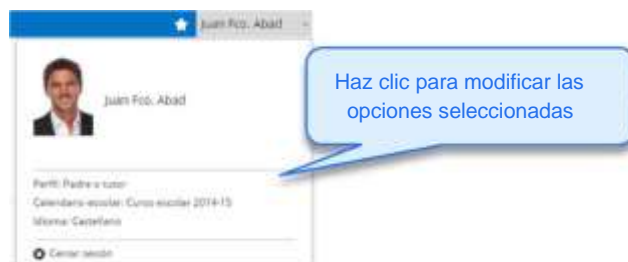 Juan Fco. Abad
Haz clic para modificar las
opciones seleccionadas
Juan Fco. Abad
Perfil: Padre o tutor
Calendario escolar: Curso escolar 2014-15
Idioma: Castellano
Cerrar sesión